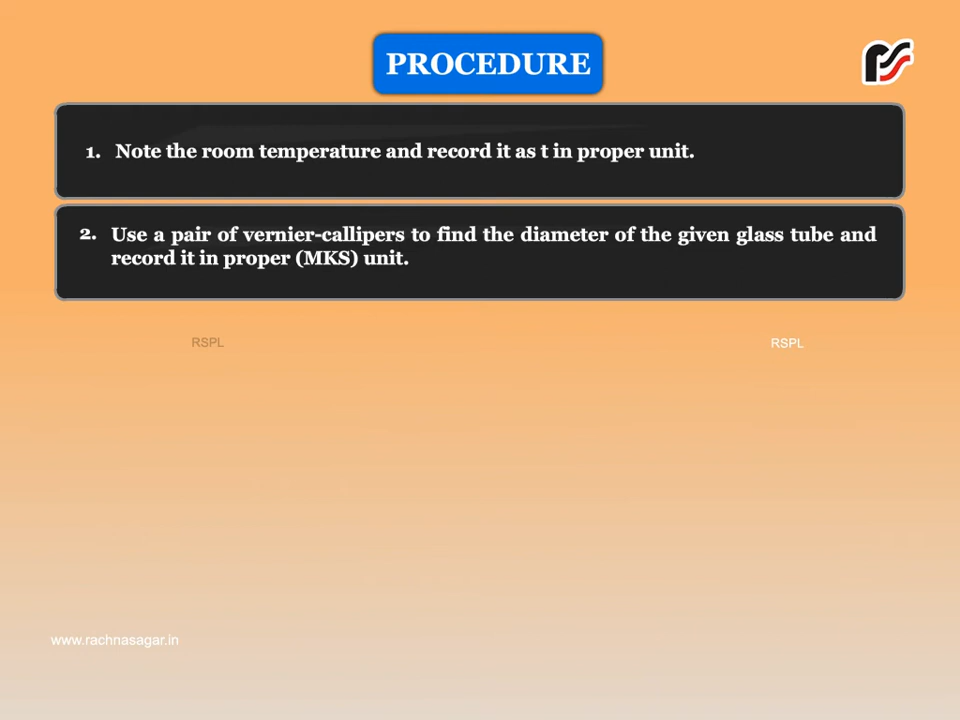 PROCEDURE
1. Note the room temperature and record it as t in proper unit.
2. Use a pair of vernier-callipers to find the diameter of the given glass tube and
record it in proper (MKS) unit.
RSPL
RSPL
www.rachnasagar.in